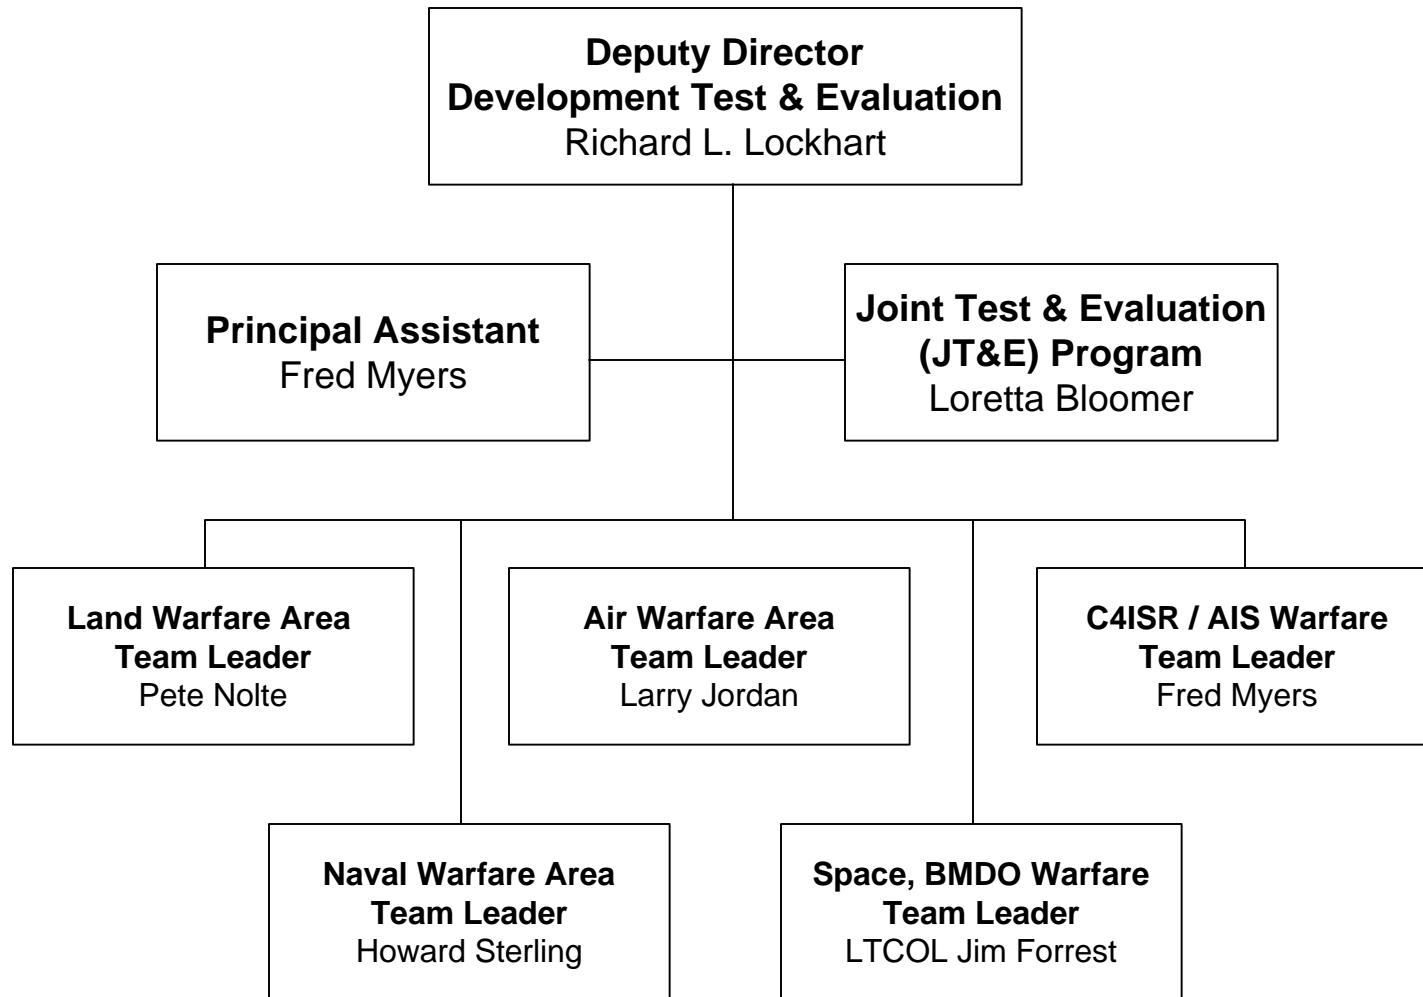 Deputy Director
Development Test & Evaluation
Richard L. Lockhart
Principal Assistant
Fred Myers
Joint Test & Evaluation
(JT&E) Program
Loretta Bloomer
Land Warfare Area
Team Leader
Pete Nolte
Air Warfare Area
Team Leader
Larry Jordan
C4ISR / AIS Warfare
Team Leader
Fred Myers
Naval Warfare Area
Team Leader
Howard Sterling
Space, BMDO Warfare
Team Leader
LTCOL Jim Forrest